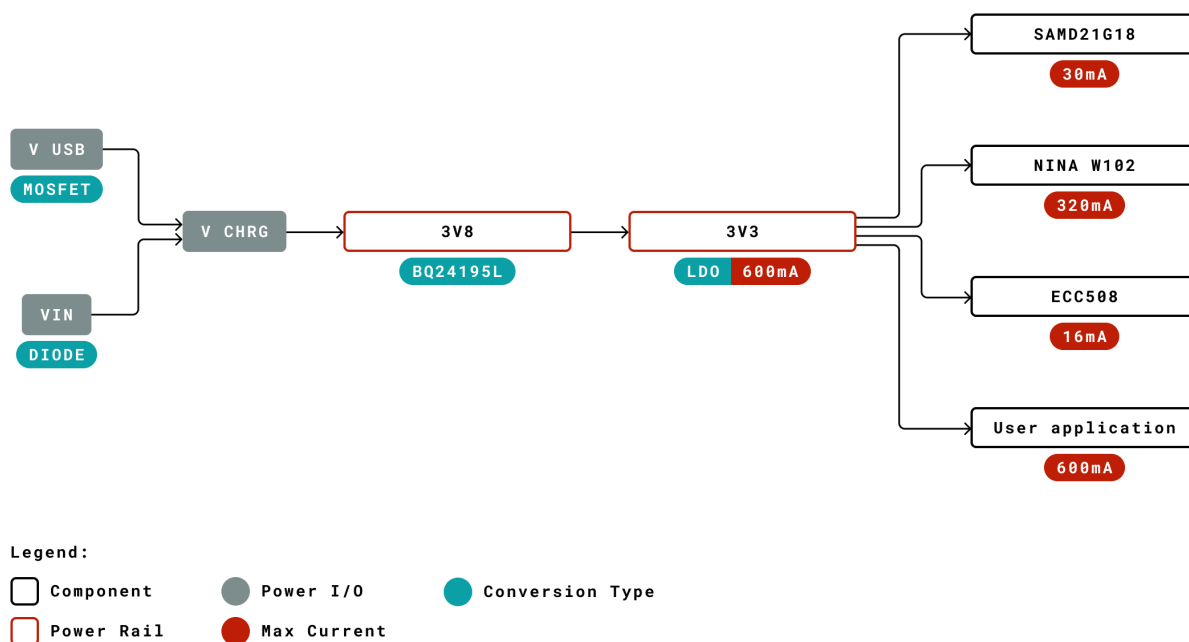 SAMD21G18
30mA
V USB
MOSFET
NINA W102
320mA
V CHRG
3V8
3V3
BQ24195L
LDO 600mA
VIN
DIODE
ECC508
16mA
User application
600mA
Legend:
Component
Power I/O
Conversion Type
Power Rail
Max Current